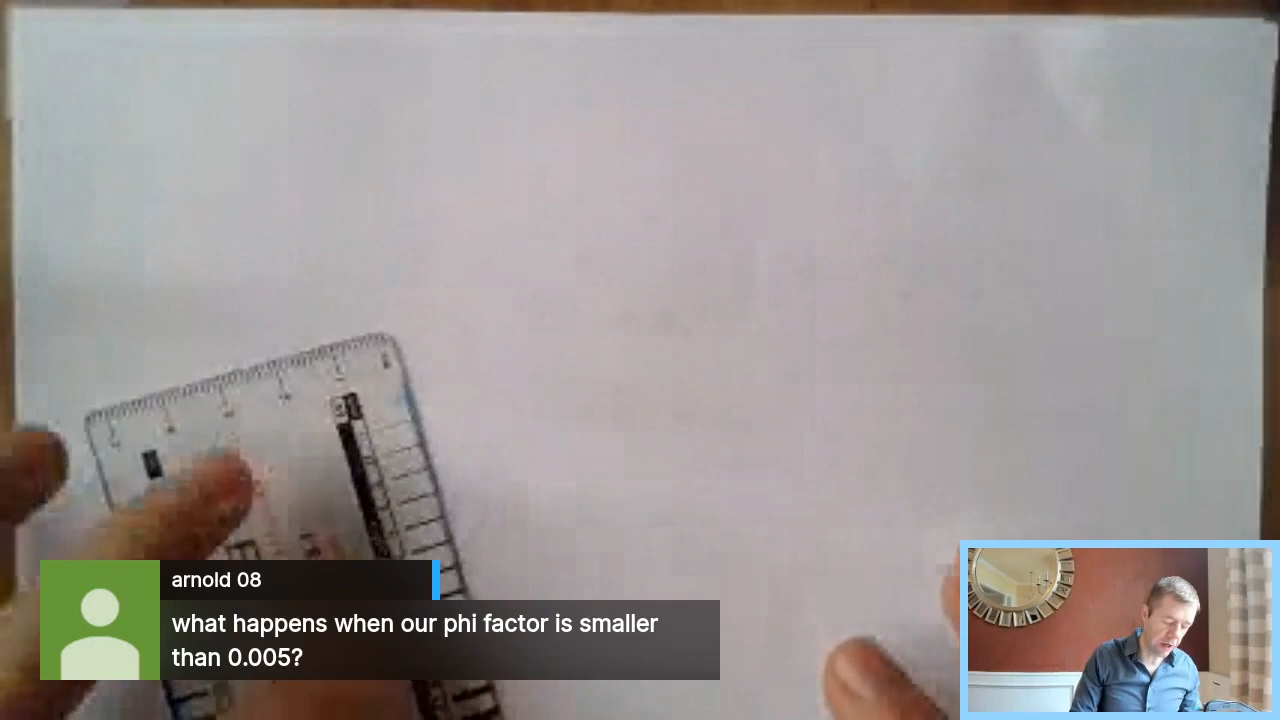 arnold 08
what happens when our phi factor is smaller
than 0.005?